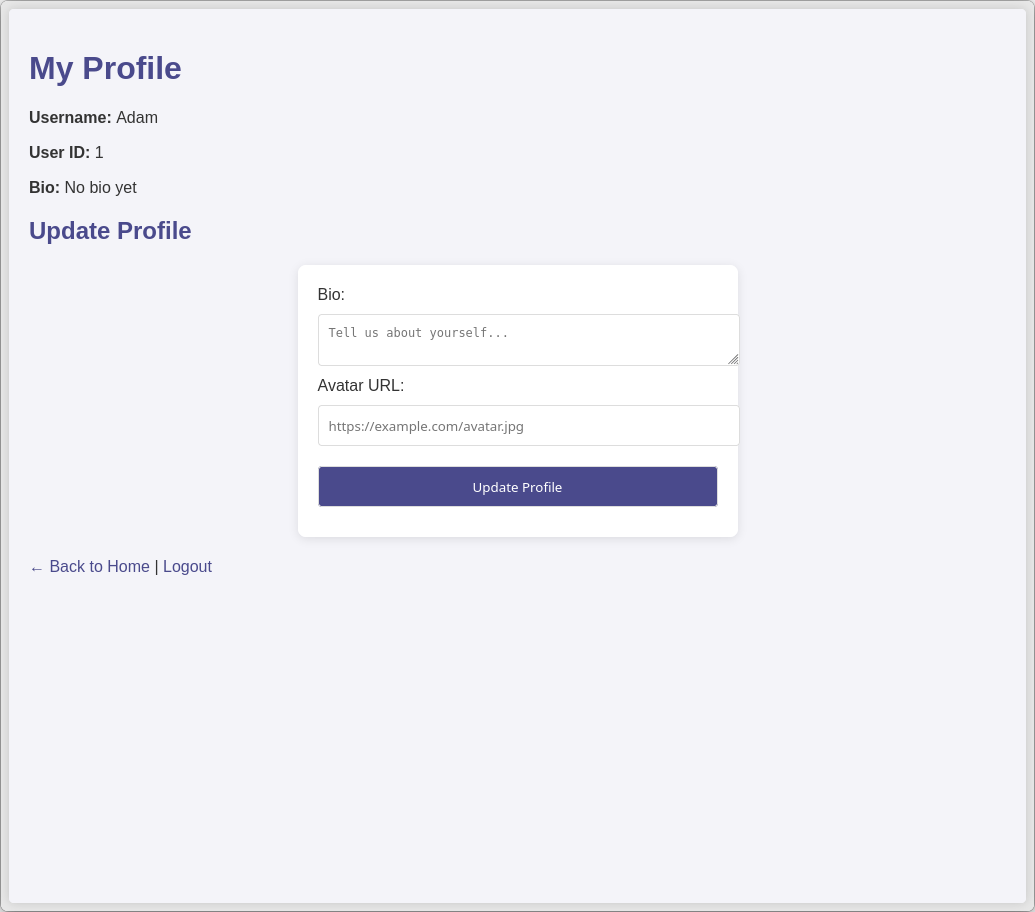 My Profile
Username: Adam
User ID: 1
Bio: No bio yet
Update Profile
Bio:
Tell us about yourself...
Avatar URL:
https://example.com/avatar.jpg
Update Profile
← Back to Home | Logout